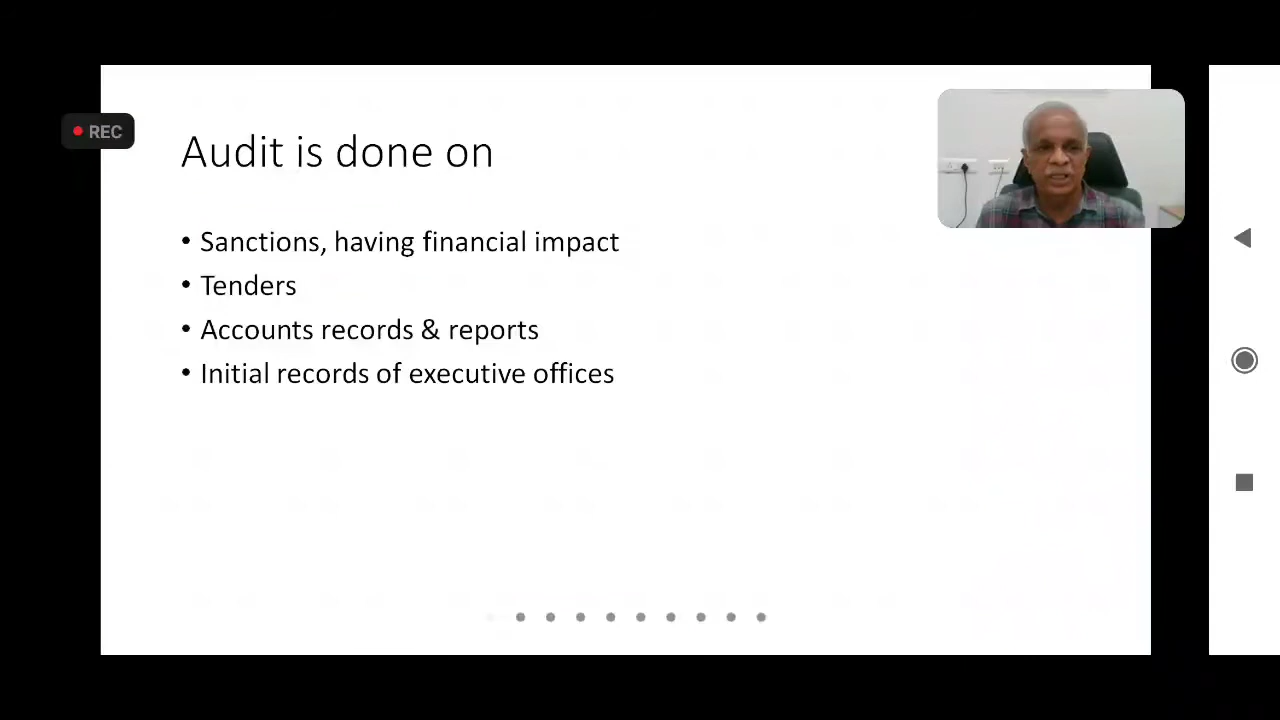 REC
Audit is done on
• Sanctions, having financial impact
• Tenders
• Accounts records & reports
• Initial records of executive offices